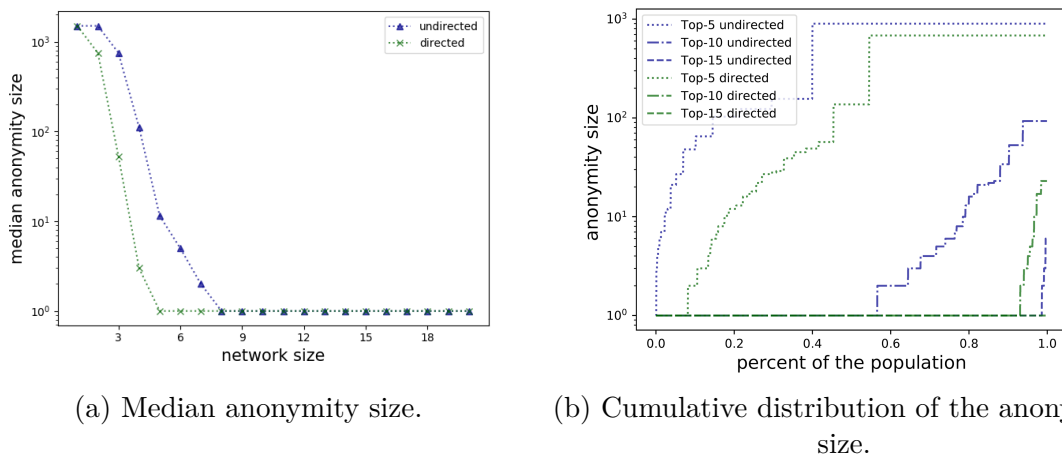 10³
10²
10¹
10⁰
median anonymity size
undirected
directed
3
6
9
12
15
18
network size
(a) Median anonymity size.
10³
10²
10¹
10⁰
anonymity size
Top-5 undirected
Top-10 undirected
Top-15 undirected
Top-5 directed
Top-10 directed
Top-15 directed
0.0
0.2
0.4
0.6
0.8
1.0
percent of the population
(b) Cumulative distribution of the anony
size.